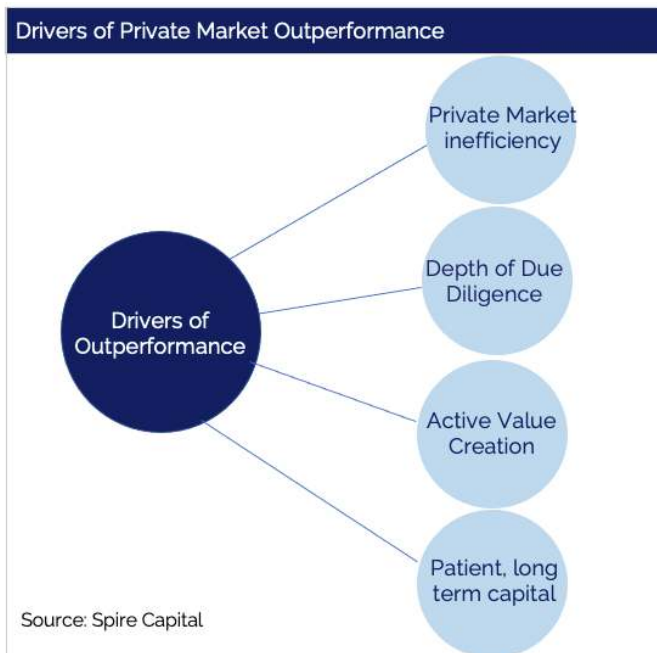 Drivers of Private Market Outperformance
Private Market
inefficiency
Depth of Due
Diligence
Drivers of
Outperformance
Active Value
Creation
Patient, long
term capital
Source: Spire Capital